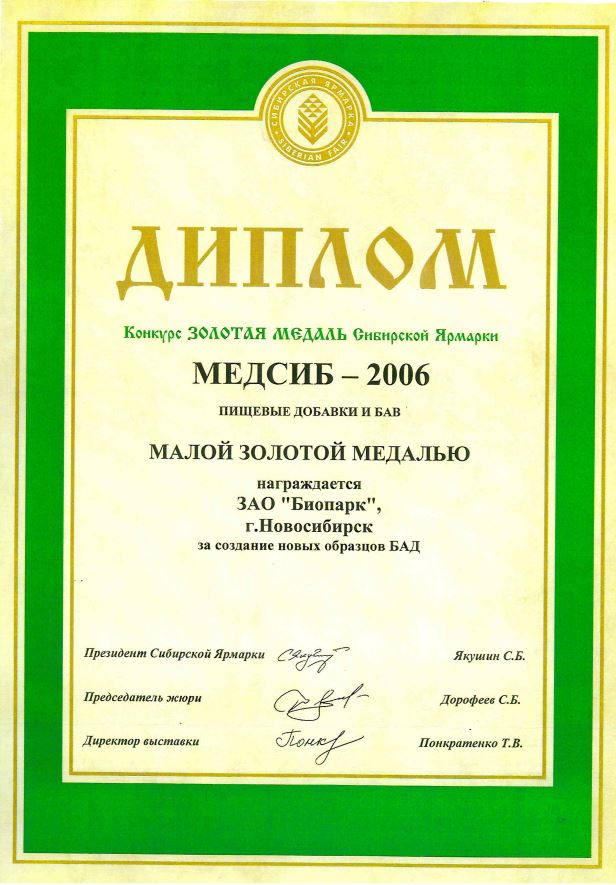 СИБИРСКАЯ ЯРМАРКА
SIBERIAN FAIR
ДИПЛОМ
Конкурс ЗОЛОТАЯ МЕДАЛЬ Сибирской Ярмарки
МЕДСИБ – 2006
ПИЩЕВЫЕ ДОБАВКИ И БАВ
МАЛОЙ ЗОЛОТОЙ МЕДАЛЬЮ
награждается
ЗАО "Биопарк",
г.Новосибирск
за создание новых образцов БАД
Президент Сибирской Ярмарки Якушин С.Б.
Председатель жюри Дорофеев С.Б.
Директор выставки Понкратенко Т.В.